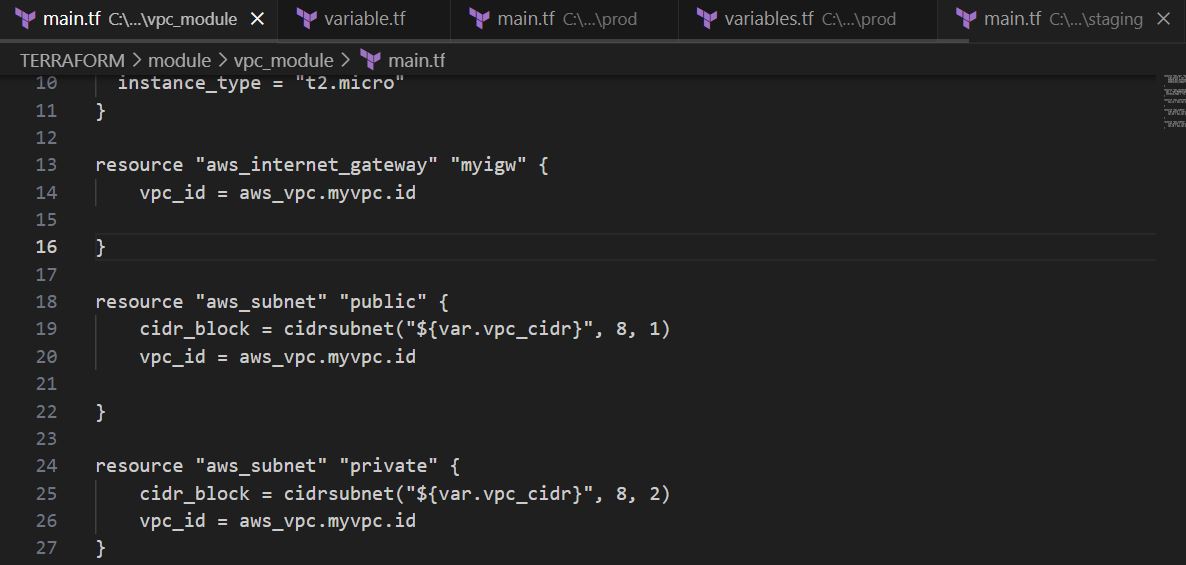 main.tf C:\...\vpc_module variable.tf main.tf C:\...\prod variables.tf C:\...\prod main.tf C:\...\staging
TERRAFORM > module > vpc_module > main.tf
10 instance_type = "t2.micro"
11 }
12
13 resource "aws_internet_gateway" "myigw" {
14 vpc_id = aws_vpc.myvpc.id
15
16 }
17
18 resource "aws_subnet" "public" {
19 cidr_block = cidrsubnet("${var.vpc_cidr}", 8, 1)
20 vpc_id = aws_vpc.myvpc.id
21
22 }
23
24 resource "aws_subnet" "private" {
25 cidr_block = cidrsubnet("${var.vpc_cidr}", 8, 2)
26 vpc_id = aws_vpc.myvpc.id
27 }